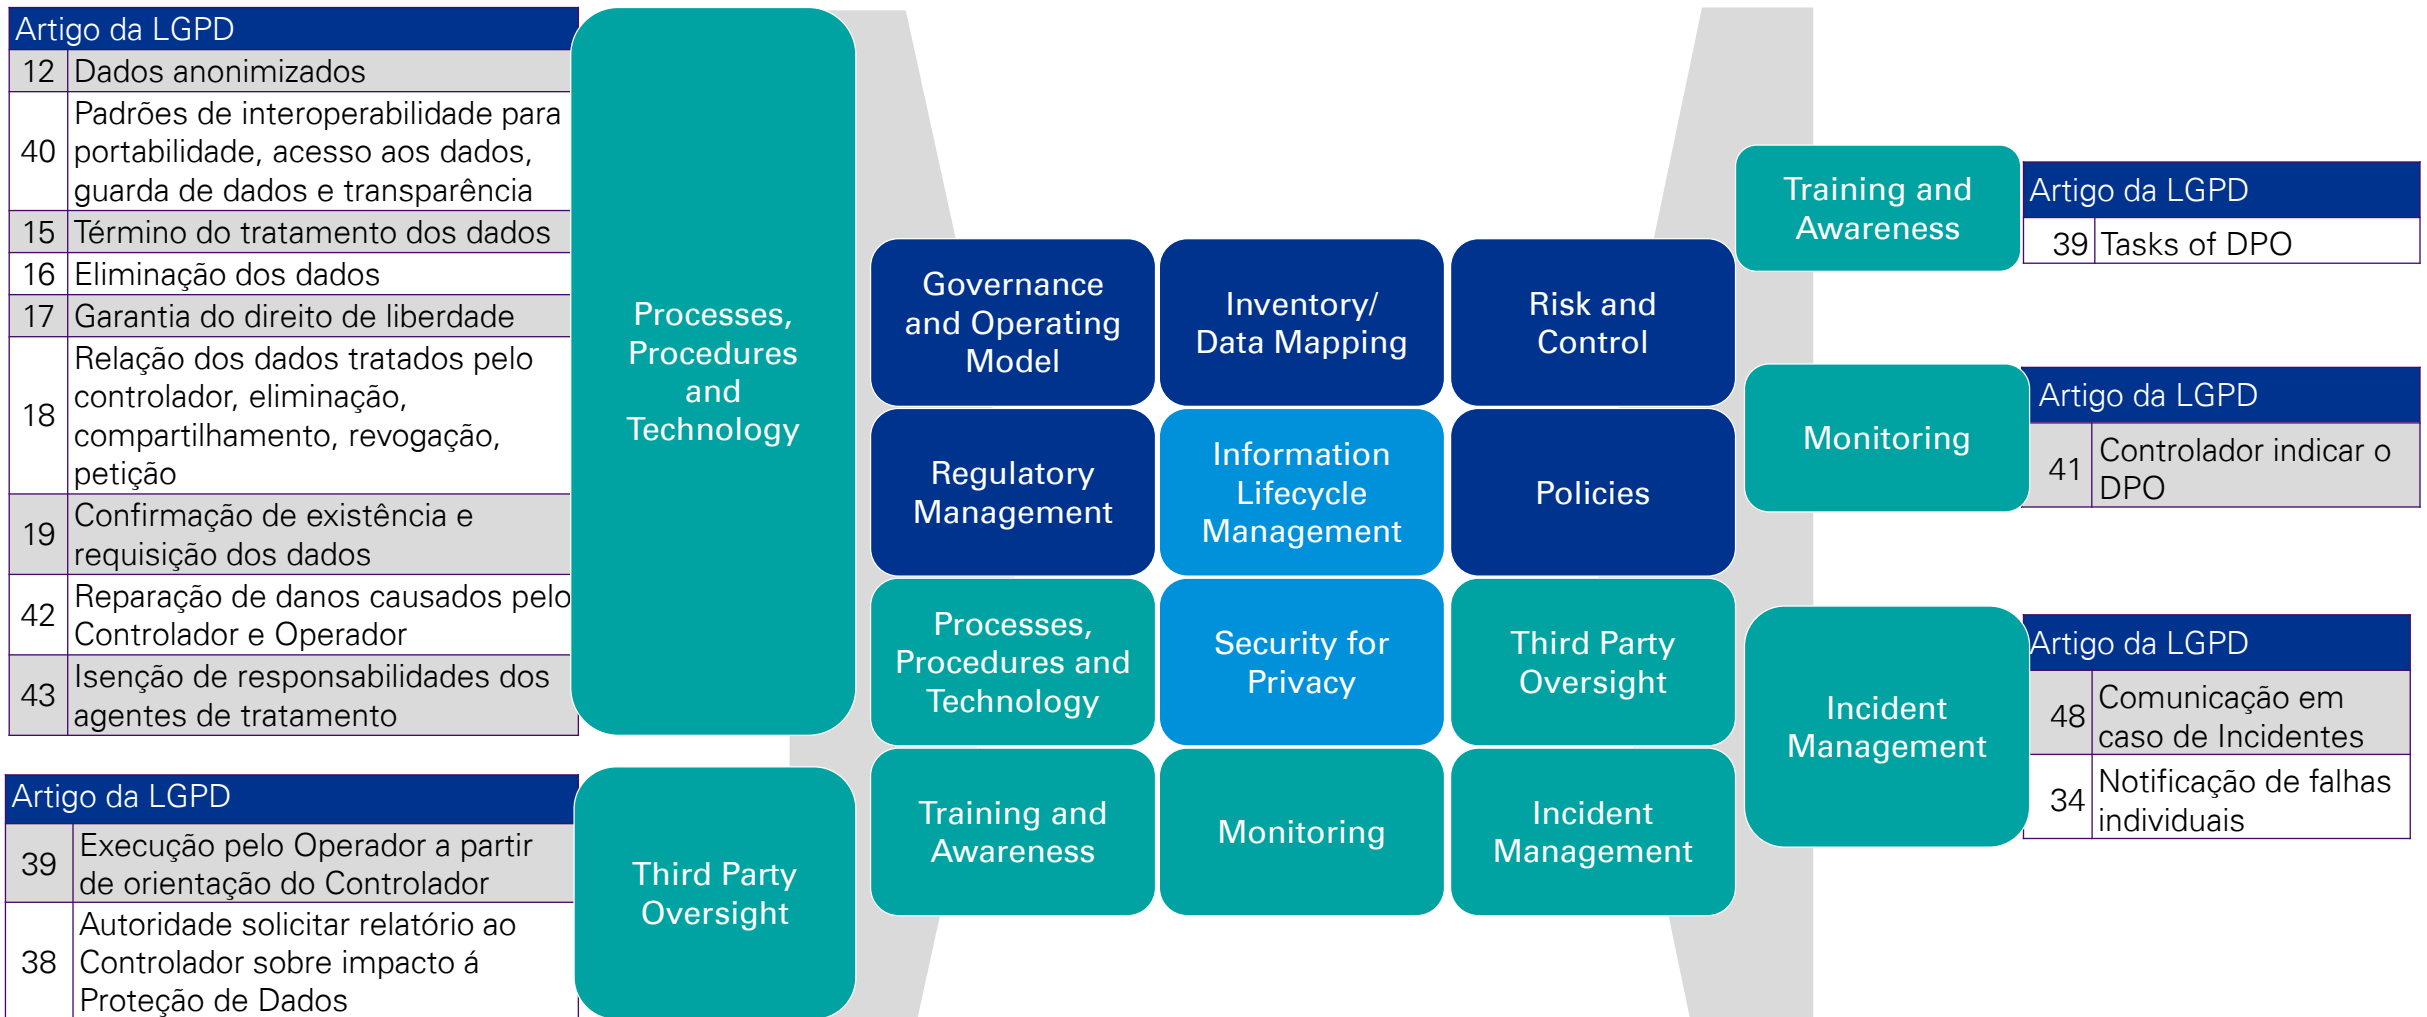 Artigo da LGPD
12 Dados anonimizados
40 Padrões de interoperabilidade para
portabilidade, acesso aos dados,
guarda de dados e transparência
15 Término do tratamento dos dados
16 Eliminação dos dados
17 Garantia do direito de liberdade
18 Relação dos dados tratados pelo
controlador, eliminação,
compartilhamento, revogação,
petição
19 Confirmação de existência e
requisição dos dados
42 Reparação de danos causados pelo
Controlador e Operador
43 Isenção de responsabilidades dos
agentes de tratamento
Processes,
Procedures
and
Technology
Artigo da LGPD
39 Execução pelo Operador a partir
de orientação do Controlador
38 Autoridade solicitar relatório ao
Controlador sobre impacto á
Proteção de Dados
Third Party
Oversight
Governance
and Operating
Model
Inventory/
Data Mapping
Risk and
Control
Regulatory
Management
Information
Lifecycle
Management
Policies
Processes,
Procedures and
Technology
Security for
Privacy
Third Party
Oversight
Training and
Awareness
Monitoring
Incident
Management
Training and
Awareness
Artigo da LGPD
39 Tasks of DPO
Monitoring
Artigo da LGPD
41 Controlador indicar o
DPO
Incident
Management
Artigo da LGPD
48 Comunicação em
caso de Incidentes
34 Notificação de falhas
individuais